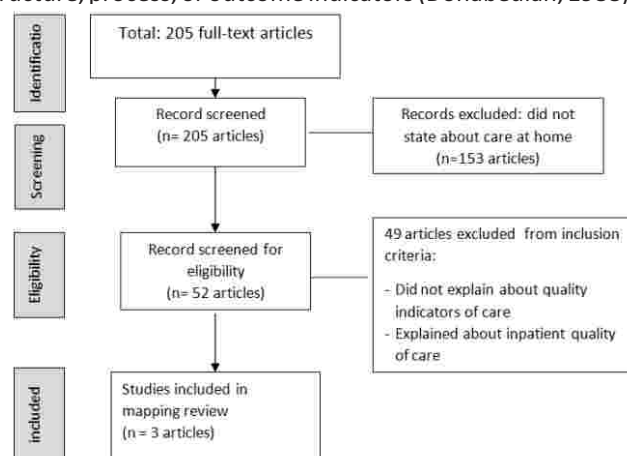 Total: 205 full-text articles
Identificatio
Record screened
(n= 205 articles)
Records excluded: did not
state about care at home
(n=153 articles)
Screening
Record screened for
eligibility
(n= 52 articles)
49 articles excluded from inclusion
criteria:
- Did not explain about quality
indicators of care
- Explained about inpatient quality
of care
Eligibility
Studies included in
mapping review
(n = 3 articles)
included